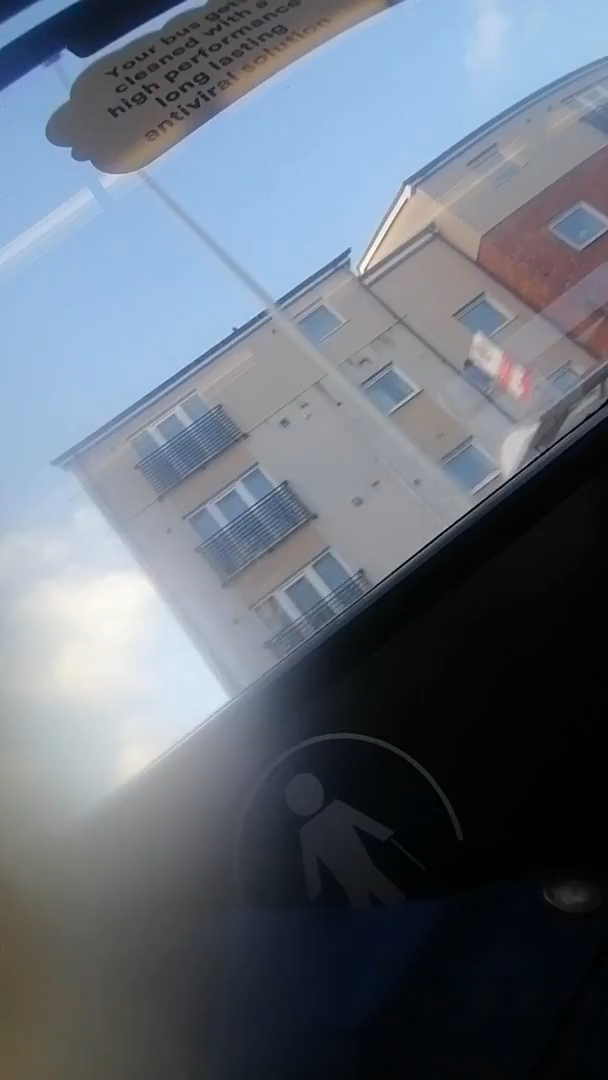 Your bus gets
cleaned with a
high performance
long lasting
antiviral solution